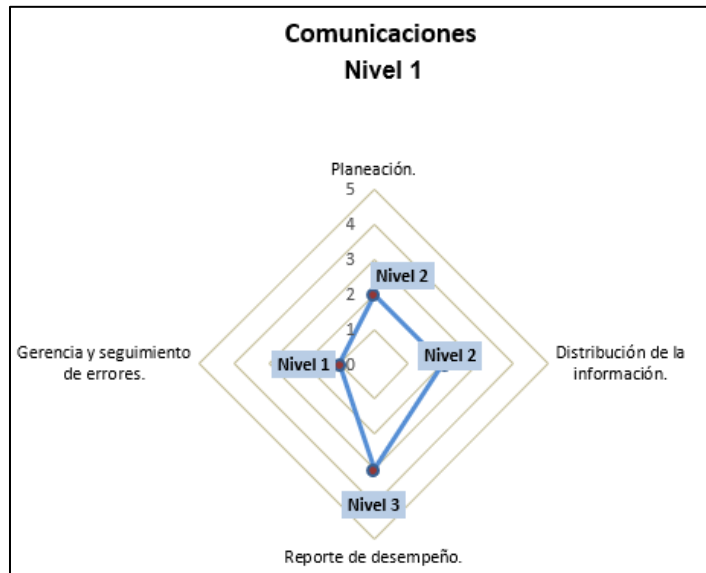 Comunicaciones
Nivel 1
Planeación.
5
4
3
2
1
0
Nivel 2
Nivel 2
Nivel 1
Nivel 3
Gerencia y seguimiento
de errores.
Distribución de la
información.
Reporte de desempeño.